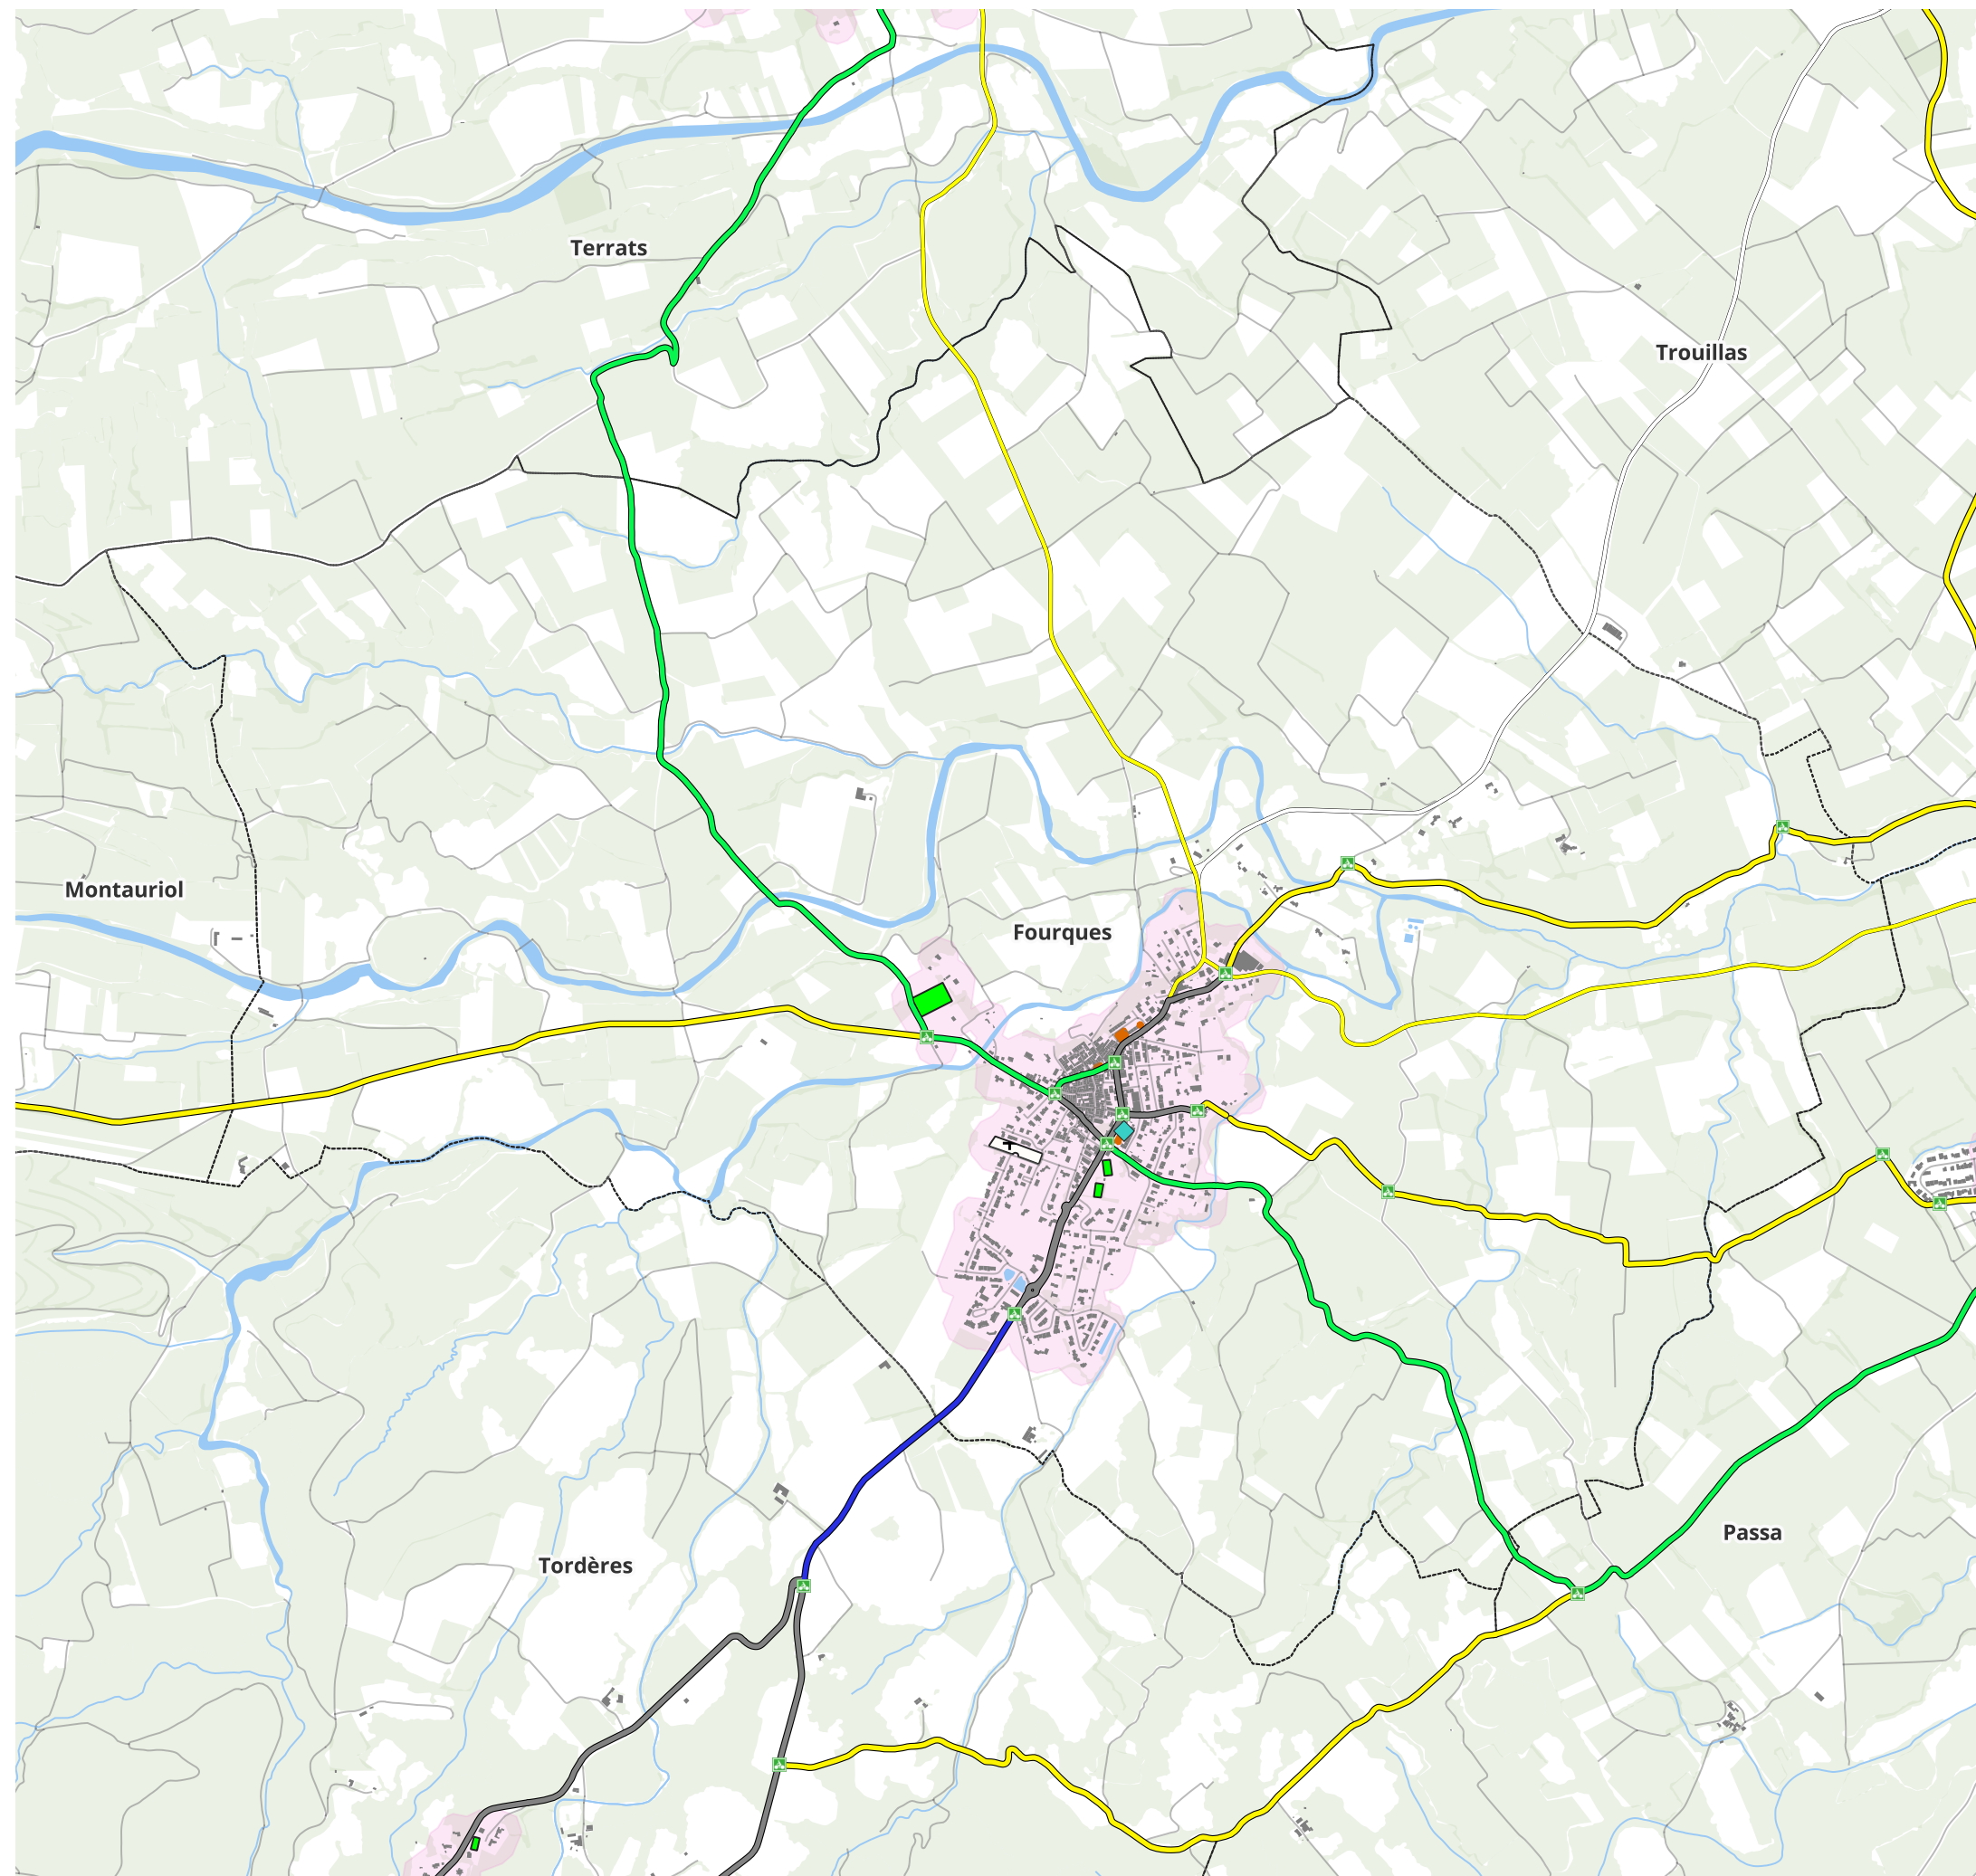 Terrats
Trouillas
Montauriol
Fourques
Passa
Tordères